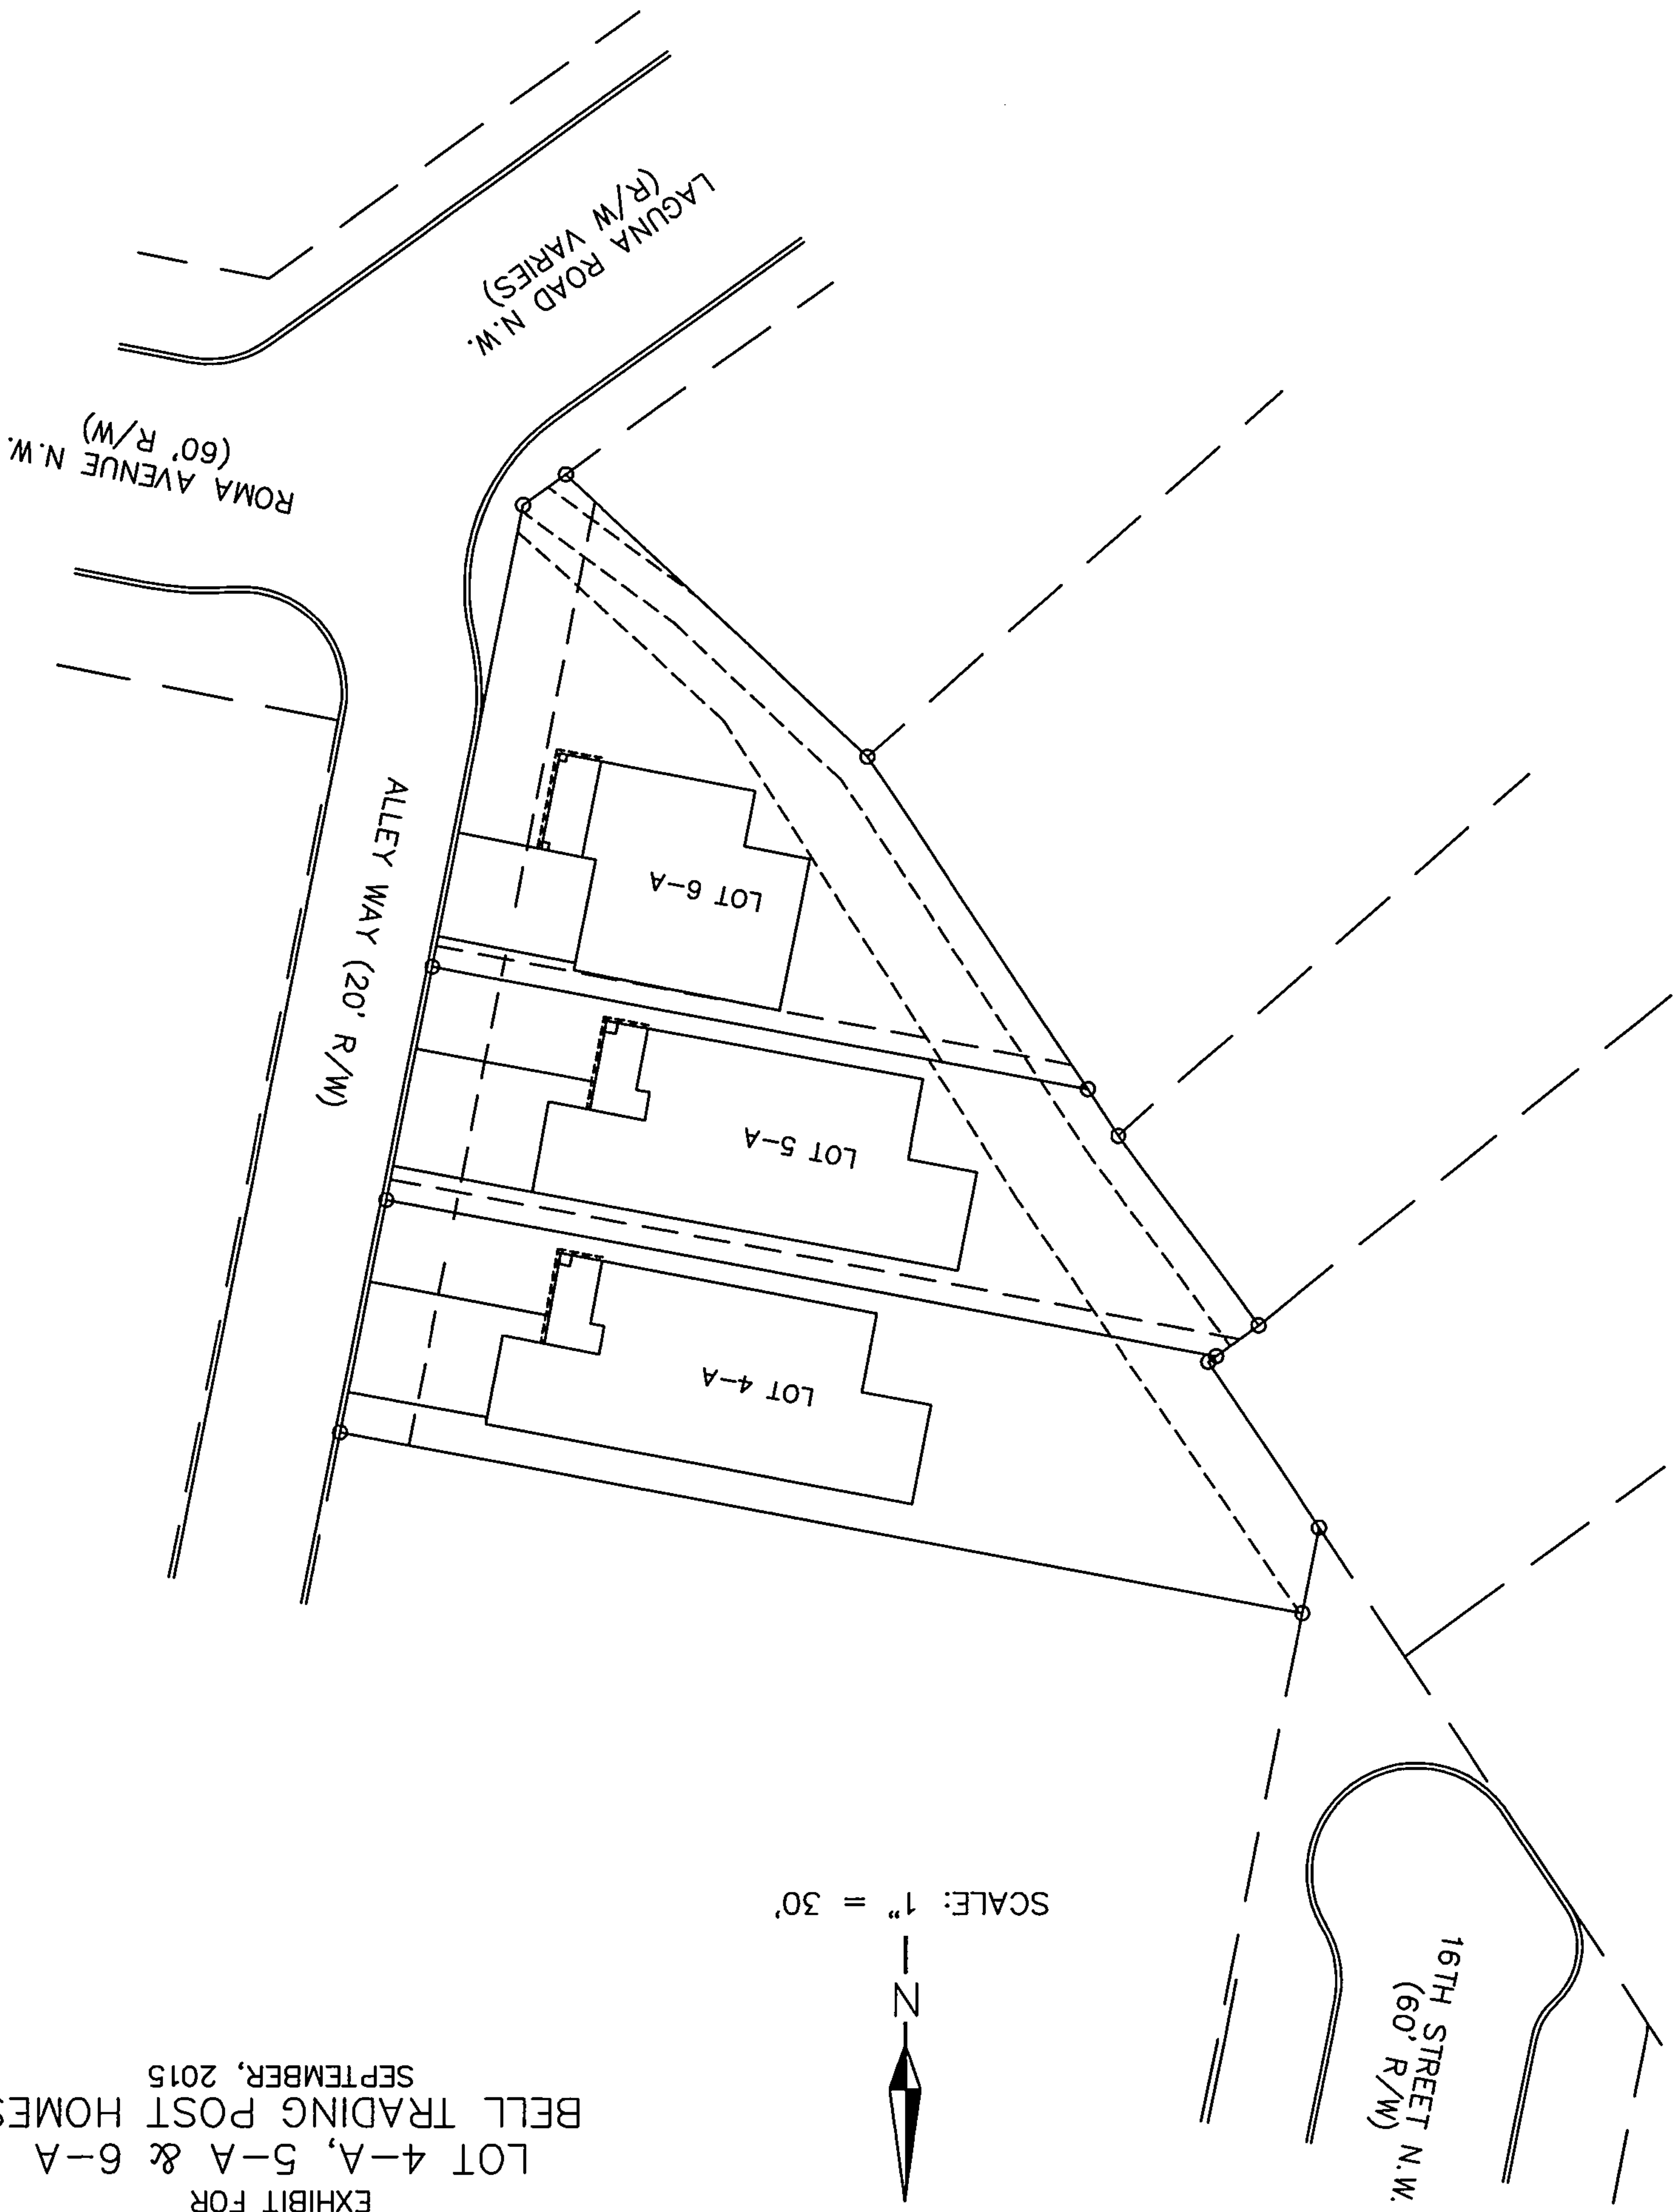 EXHIBIT FOR
LOT 4-A, 5-A & 6-A
BELL TRADING POST HOMES
SEPTEMBER, 2015
16TH STREET N.W.
(60' R/W)
N
SCALE: 1" = 30'
LOT 4-A
LOT 5-A
LOT 6-A
ALLEY WAY (20' R/W)
ROMA AVENUE N.W.
(60' R/W)
LAGUNA ROAD N.W.
(R/W VARIES)